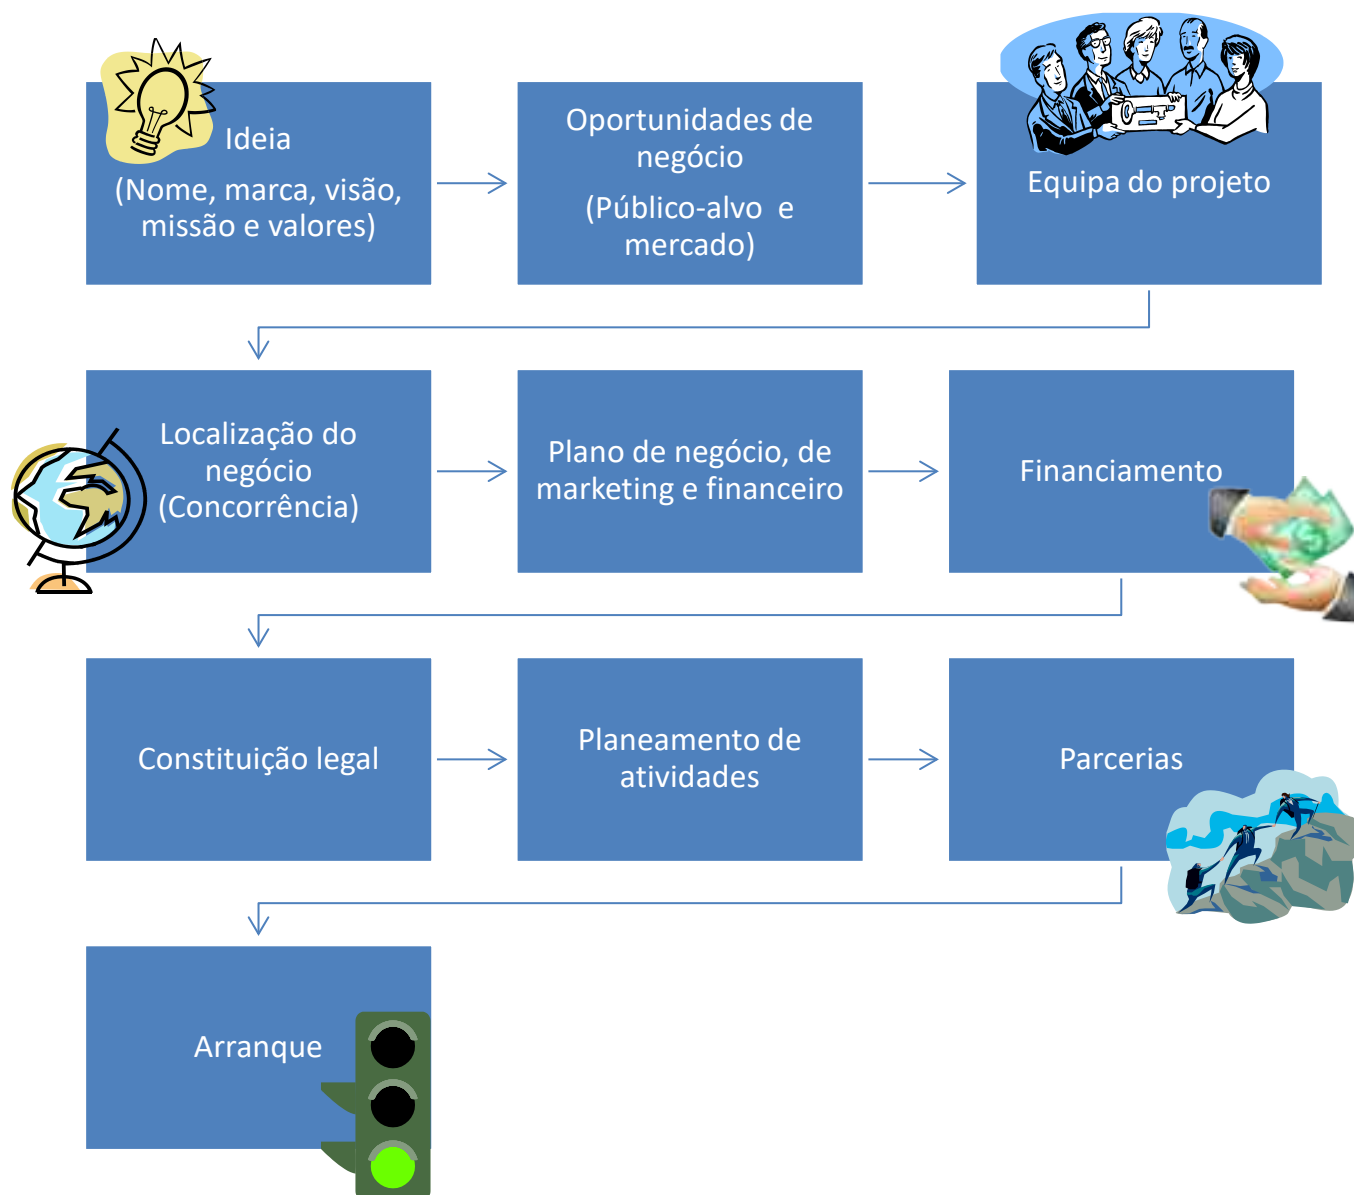 Ideia
(Nome, marca, visão,
missão e valores)
Oportunidades de
negócio
(Público-alvo e
mercado)
Equipa do projeto
Localização do
negócio
(Concorrência)
Plano de negócio, de
marketing e financeiro
Financiamento
Constituição legal
Planeamento de
atividades
Parcerias
Arranque